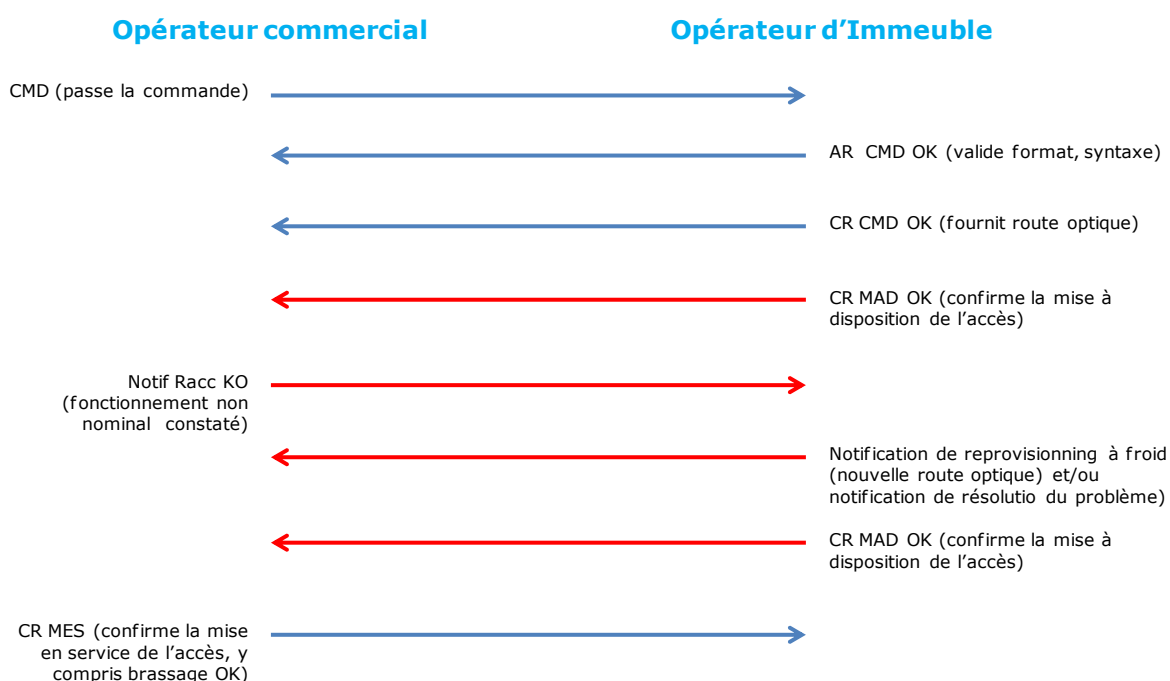 Opérateur commercial
Opérateur d'Immeuble
CMD (passe la commande)
AR CMD OK (valide format, syntaxe)
CR CMD OK (fournit route optique)
CR MAD OK (confirme la mise à
disposition de l'accès)
Notif Racc KO
(fonctionnement non
nominal constaté)
Notification de reprovisionning à froid
(nouvelle route optique) et/ou
notification de résolutio du problème)
CR MAD OK (confirme la mise à
disposition de l'accès)
CR MES (confirme la mise
en service de l'accès, y
compris brassage OK)